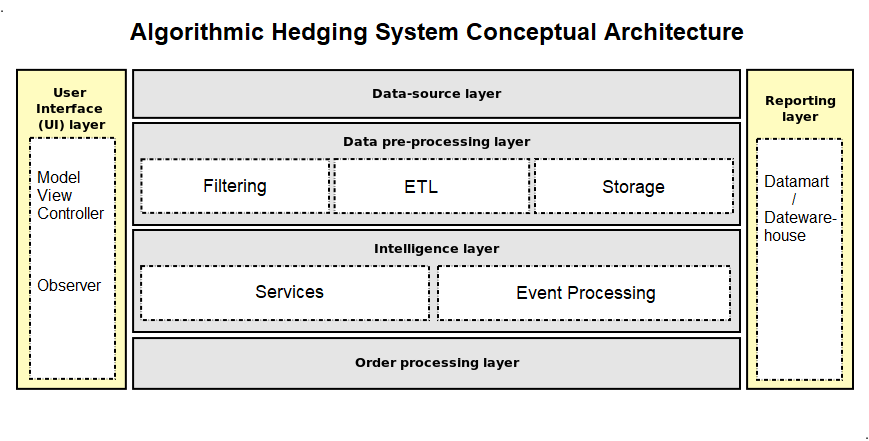 Algorithmic Hedging System Conceptual Architecture
User
Interface
(UI) layer
Model
View
Controller
Observer
Data-source layer
Data pre-processing layer
Filtering
ETL
Storage
Intelligence layer
Services
Event Processing
Order processing layer
Reporting
layer
Datamart
/
Dateware-
house